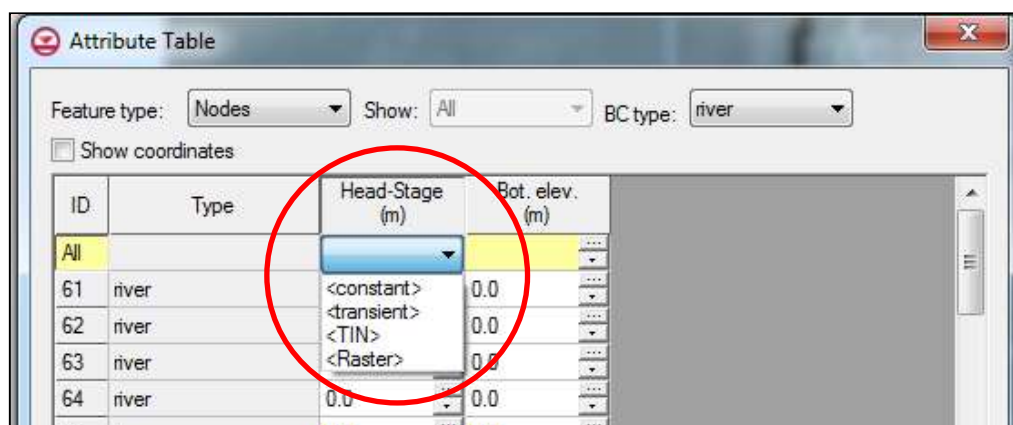 Attribute Table
Feature type: Nodes Show: All BC type: river
Show coordinates
ID Type Head-Stage (m) Bot. elev. (m)
All
61 river <constant> 0.0
62 river <transient> 0.0
<TIN>
63 river <Raster> 0.0
64 river 0.0 0.0